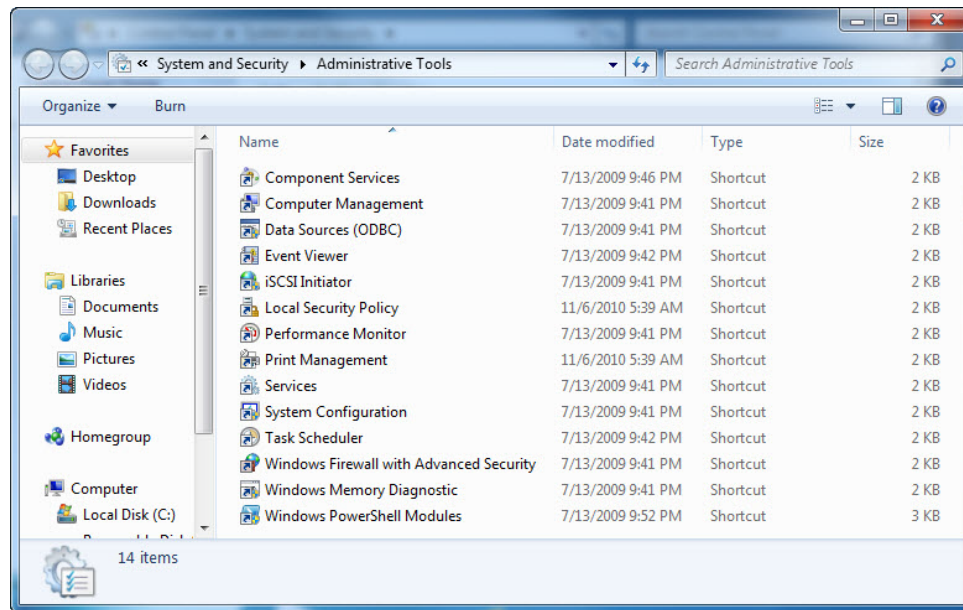 « System and Security ▸ Administrative Tools
Search Administrative Tools
Organize
Burn
Name Date modified Type Size
Favorites
Desktop
Downloads
Recent Places
Libraries
Documents
Music
Pictures
Videos
Homegroup
Computer
Local Disk (C:)
Component Services 7/13/2009 9:46 PM Shortcut 2 KB
Computer Management 7/13/2009 9:41 PM Shortcut 2 KB
Data Sources (ODBC) 7/13/2009 9:41 PM Shortcut 2 KB
Event Viewer 7/13/2009 9:42 PM Shortcut 2 KB
iSCSI Initiator 7/13/2009 9:41 PM Shortcut 2 KB
Local Security Policy 11/6/2010 5:39 AM Shortcut 2 KB
Performance Monitor 7/13/2009 9:41 PM Shortcut 2 KB
Print Management 11/6/2010 5:39 AM Shortcut 2 KB
Services 7/13/2009 9:41 PM Shortcut 2 KB
System Configuration 7/13/2009 9:41 PM Shortcut 2 KB
Task Scheduler 7/13/2009 9:42 PM Shortcut 2 KB
Windows Firewall with Advanced Security 7/13/2009 9:41 PM Shortcut 2 KB
Windows Memory Diagnostic 7/13/2009 9:41 PM Shortcut 2 KB
Windows PowerShell Modules 7/13/2009 9:52 PM Shortcut 3 KB
14 items